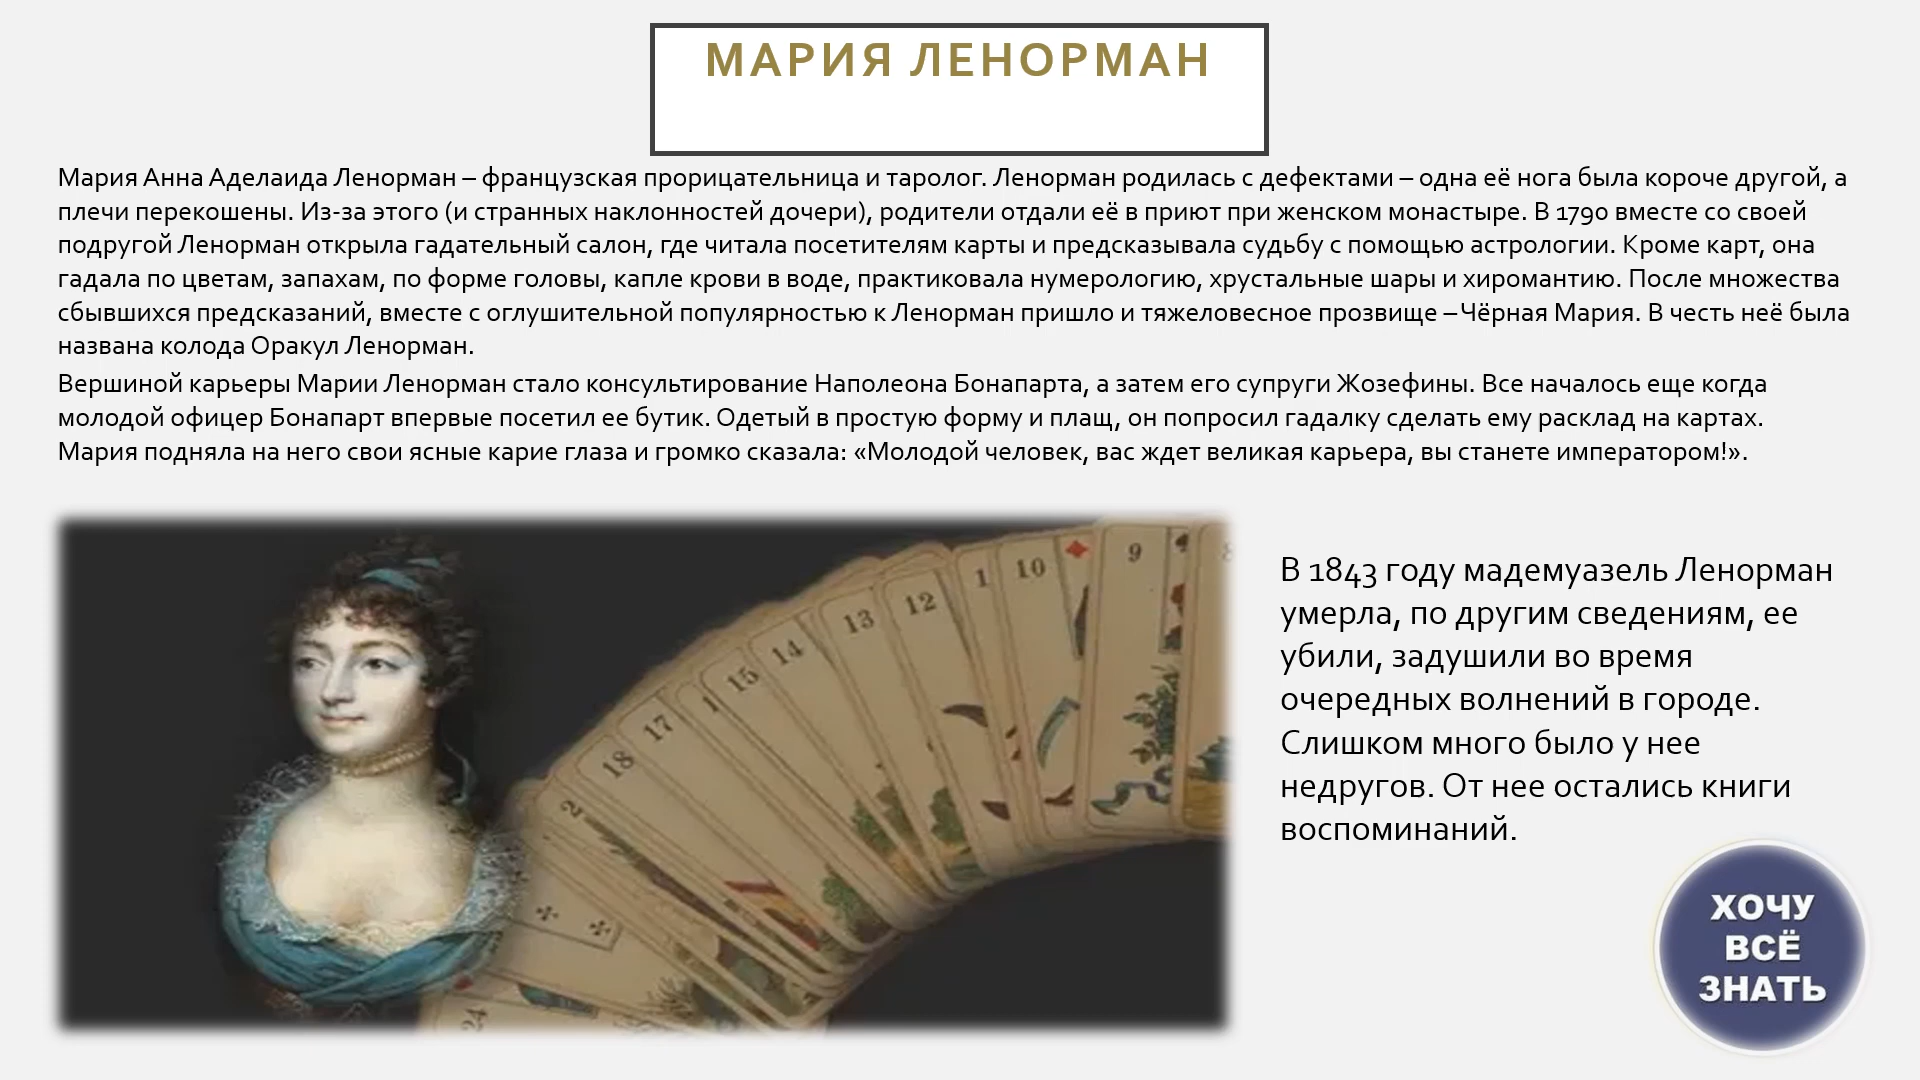 МАРИЯ ЛЕНОРМАН
Мария Анна Аделаида Ленорман – французская прорицательница и таролог. Ленорман родилась с дефектами – одна её нога была короче другой, а
плечи перекошены. Из-за этого (и странных наклонностей дочери), родители отдали её в приют при женском монастыре. В 1790 вместе со своей
подругой Ленорман открыла гадательный салон, где читала посетителям карты и предсказывала судьбу с помощью астрологии. Кроме карт, она
гадала по цветам, запахам, по форме головы, капле крови в воде, практиковала нумерологию, хрустальные шары и хиромантию. После множества
сбывшихся предсказаний, вместе с оглушительной популярностью к Ленорман пришло и тяжеловесное прозвище – Чёрная Мария. В честь неё была
названа колода Оракул Ленорман.
Вершиной карьеры Марии Ленорман стало консультирование Наполеона Бонапарта, а затем его супруги Жозефины. Все началось еще когда
молодой офицер Бонапарт впервые посетил ее бутик. Одетый в простую форму и плащ, он попросил гадалку сделать ему расклад на картах.
Мария подняла на него свои ясные карие глаза и громко сказала: «Молодой человек, вас ждет великая карьера, вы станете императором!».
2
18
17
1
15
14
13
12
1
10
9
8
24
В 1843 году мадемуазель Ленорман
умерла, по другим сведениям, ее
убили, задушили во время
очередных волнений в городе.
Слишком много было у нее
недругов. От нее остались книги
воспоминаний.
ХОЧУ
ВСЁ
ЗНАТЬ